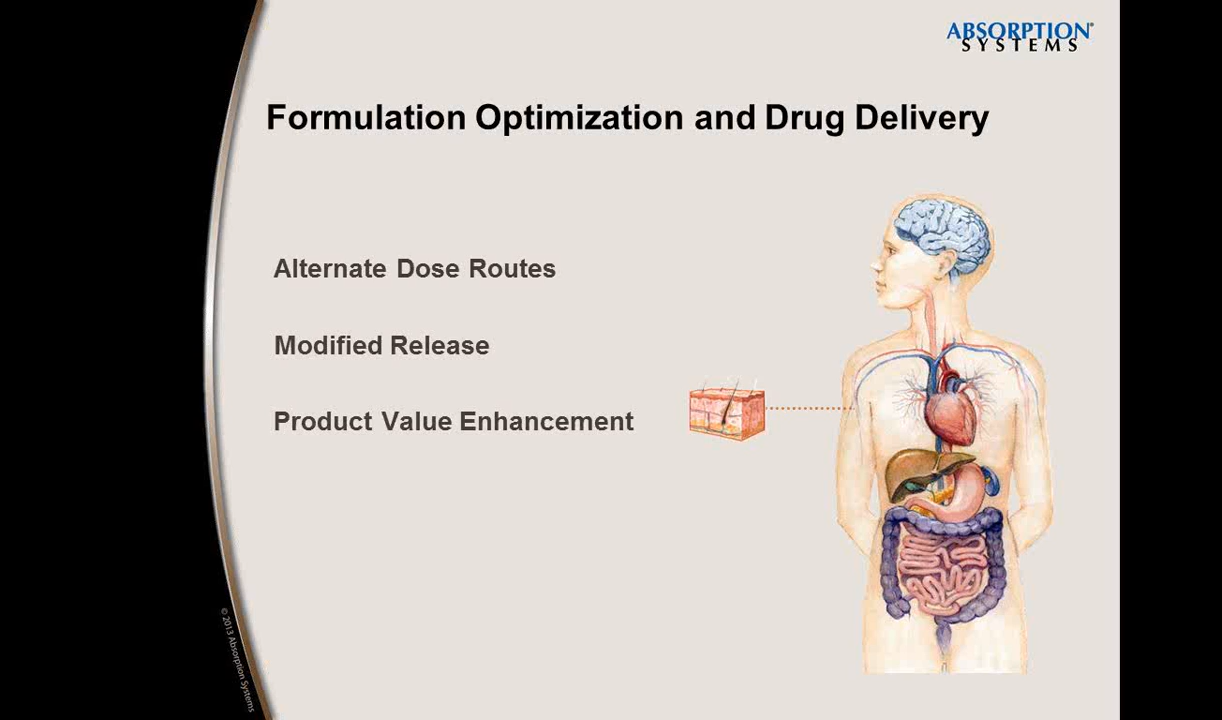 ABSORPTION®
SYSTEMS
Formulation Optimization and Drug Delivery
Alternate Dose Routes
Modified Release
Product Value Enhancement
© 2013 Absorption Systems